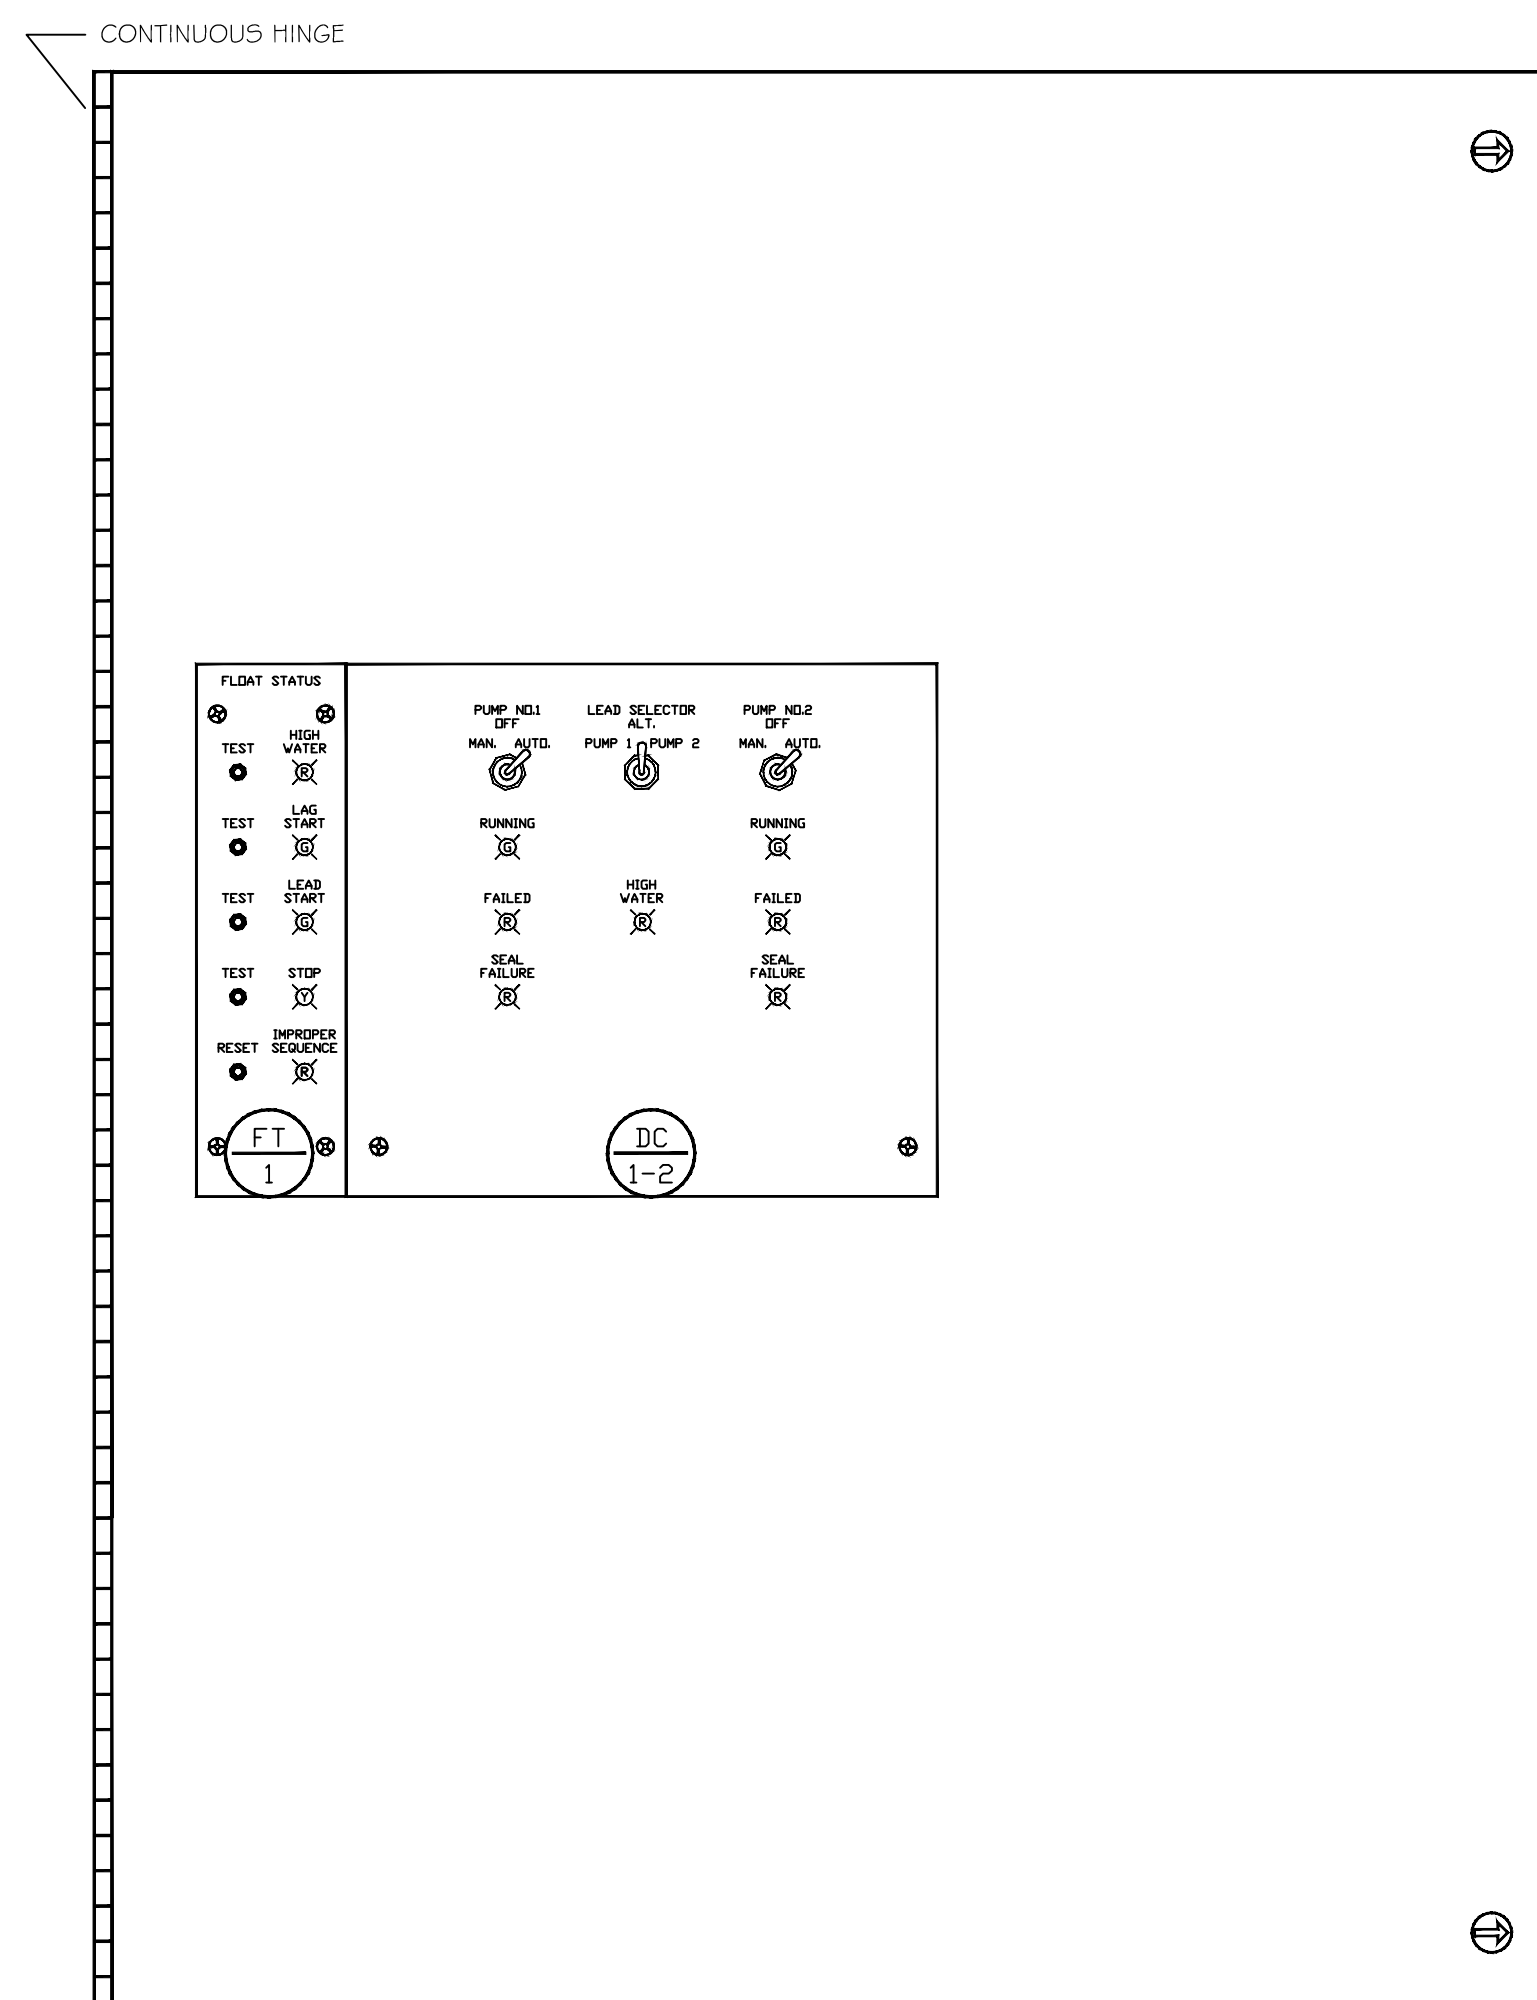 CONTINUOUS HINGE
FLOAT STATUS
TEST
HIGH
WATER
R
TEST
LAG
START
G
TEST
LEAD
START
G
TEST
STOP
Y
RESET
IMPROPER
SEQUENCE
R
FT
1
PUMP NO.1
OFF
MAN. AUTO.
RUNNING
G
FAILED
R
SEAL
FAILURE
R
LEAD SELECTOR
ALT.
PUMP 1 PUMP 2
HIGH
WATER
R
PUMP NO.2
OFF
MAN. AUTO.
RUNNING
G
FAILED
R
SEAL
FAILURE
R
DC
1-2